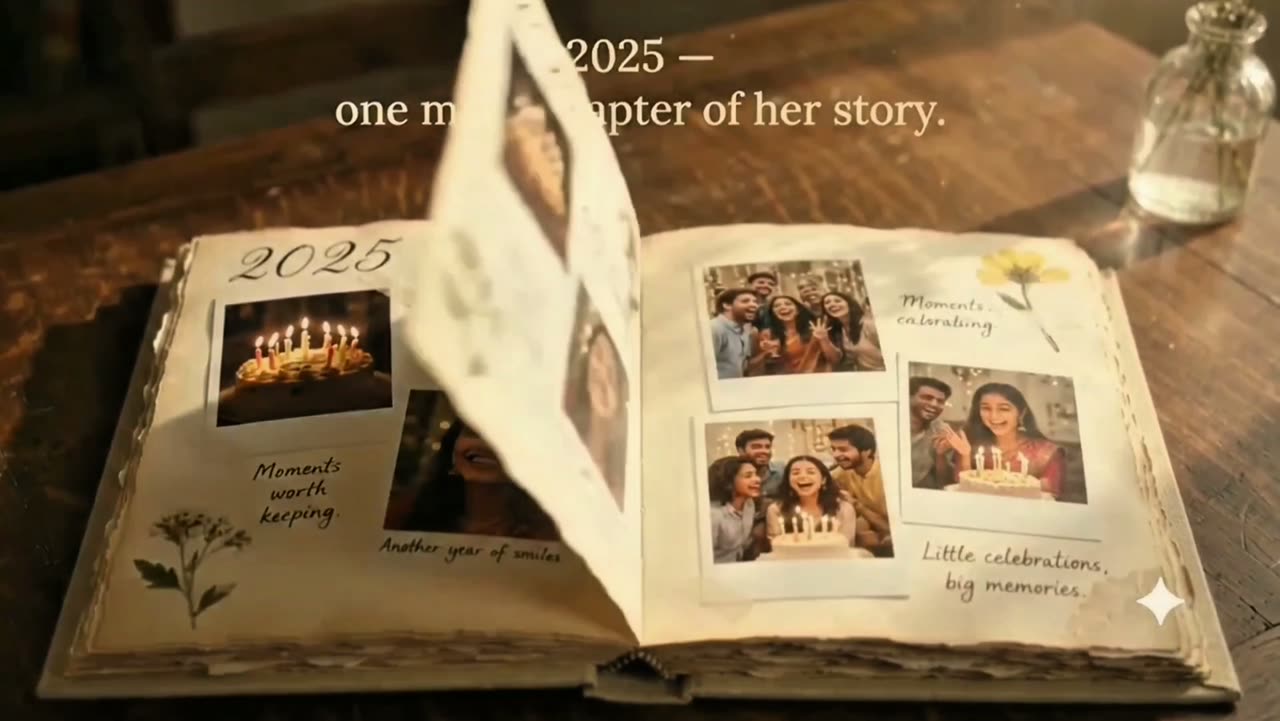 2025 —
one m apter of her story.
2025
Moments
worth
keeping.
Another year of smiles
Moments
Little celebrations,
big memories.